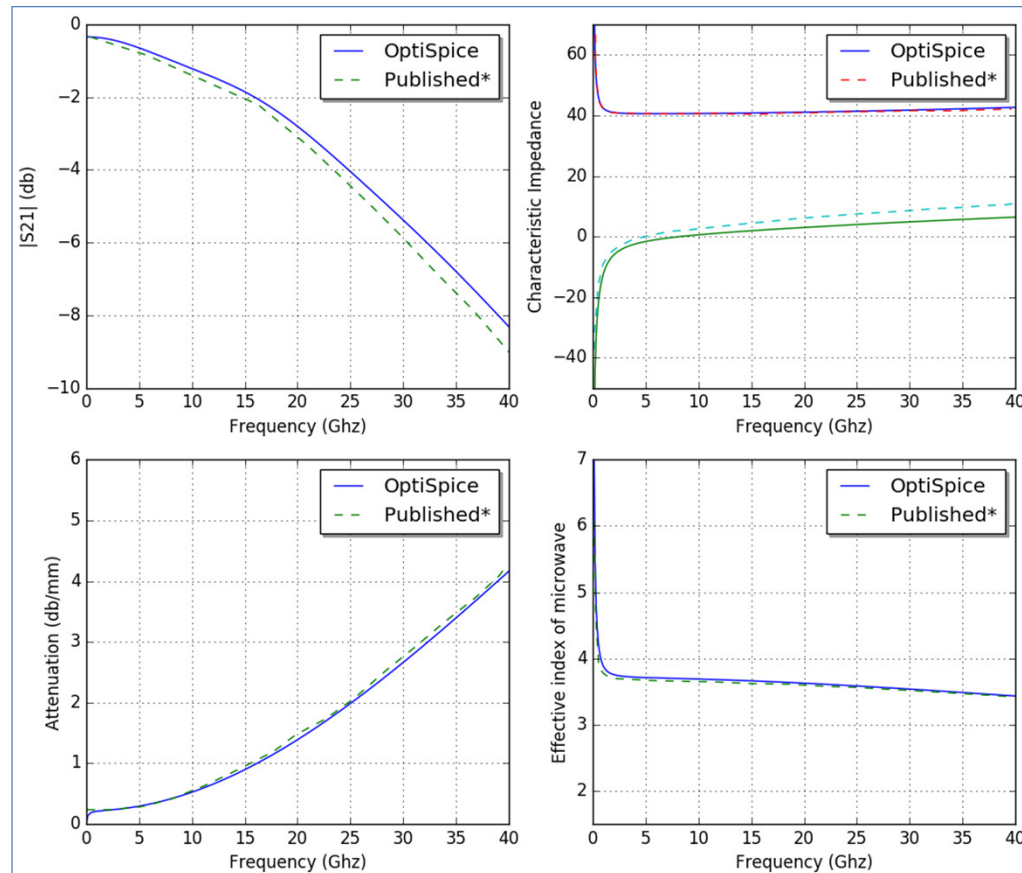 |S21| (db)
0
−2
−4
−6
−8
−10
OptiSpice
Published*
0 5 10 15 20 25 30 35 40
Frequency (Ghz)
Characteristic Impedance
60
40
20
0
−20
−40
OptiSpice
Published*
0 5 10 15 20 25 30 35 40
Frequency (Ghz)
Attenuation (db/mm)
6
5
4
3
2
1
0
OptiSpice
Published*
0 5 10 15 20 25 30 35 40
Frequency (Ghz)
Effective index of microwave
7
6
5
4
3
2
OptiSpice
Published*
0 5 10 15 20 25 30 35 40
Frequency (Ghz)